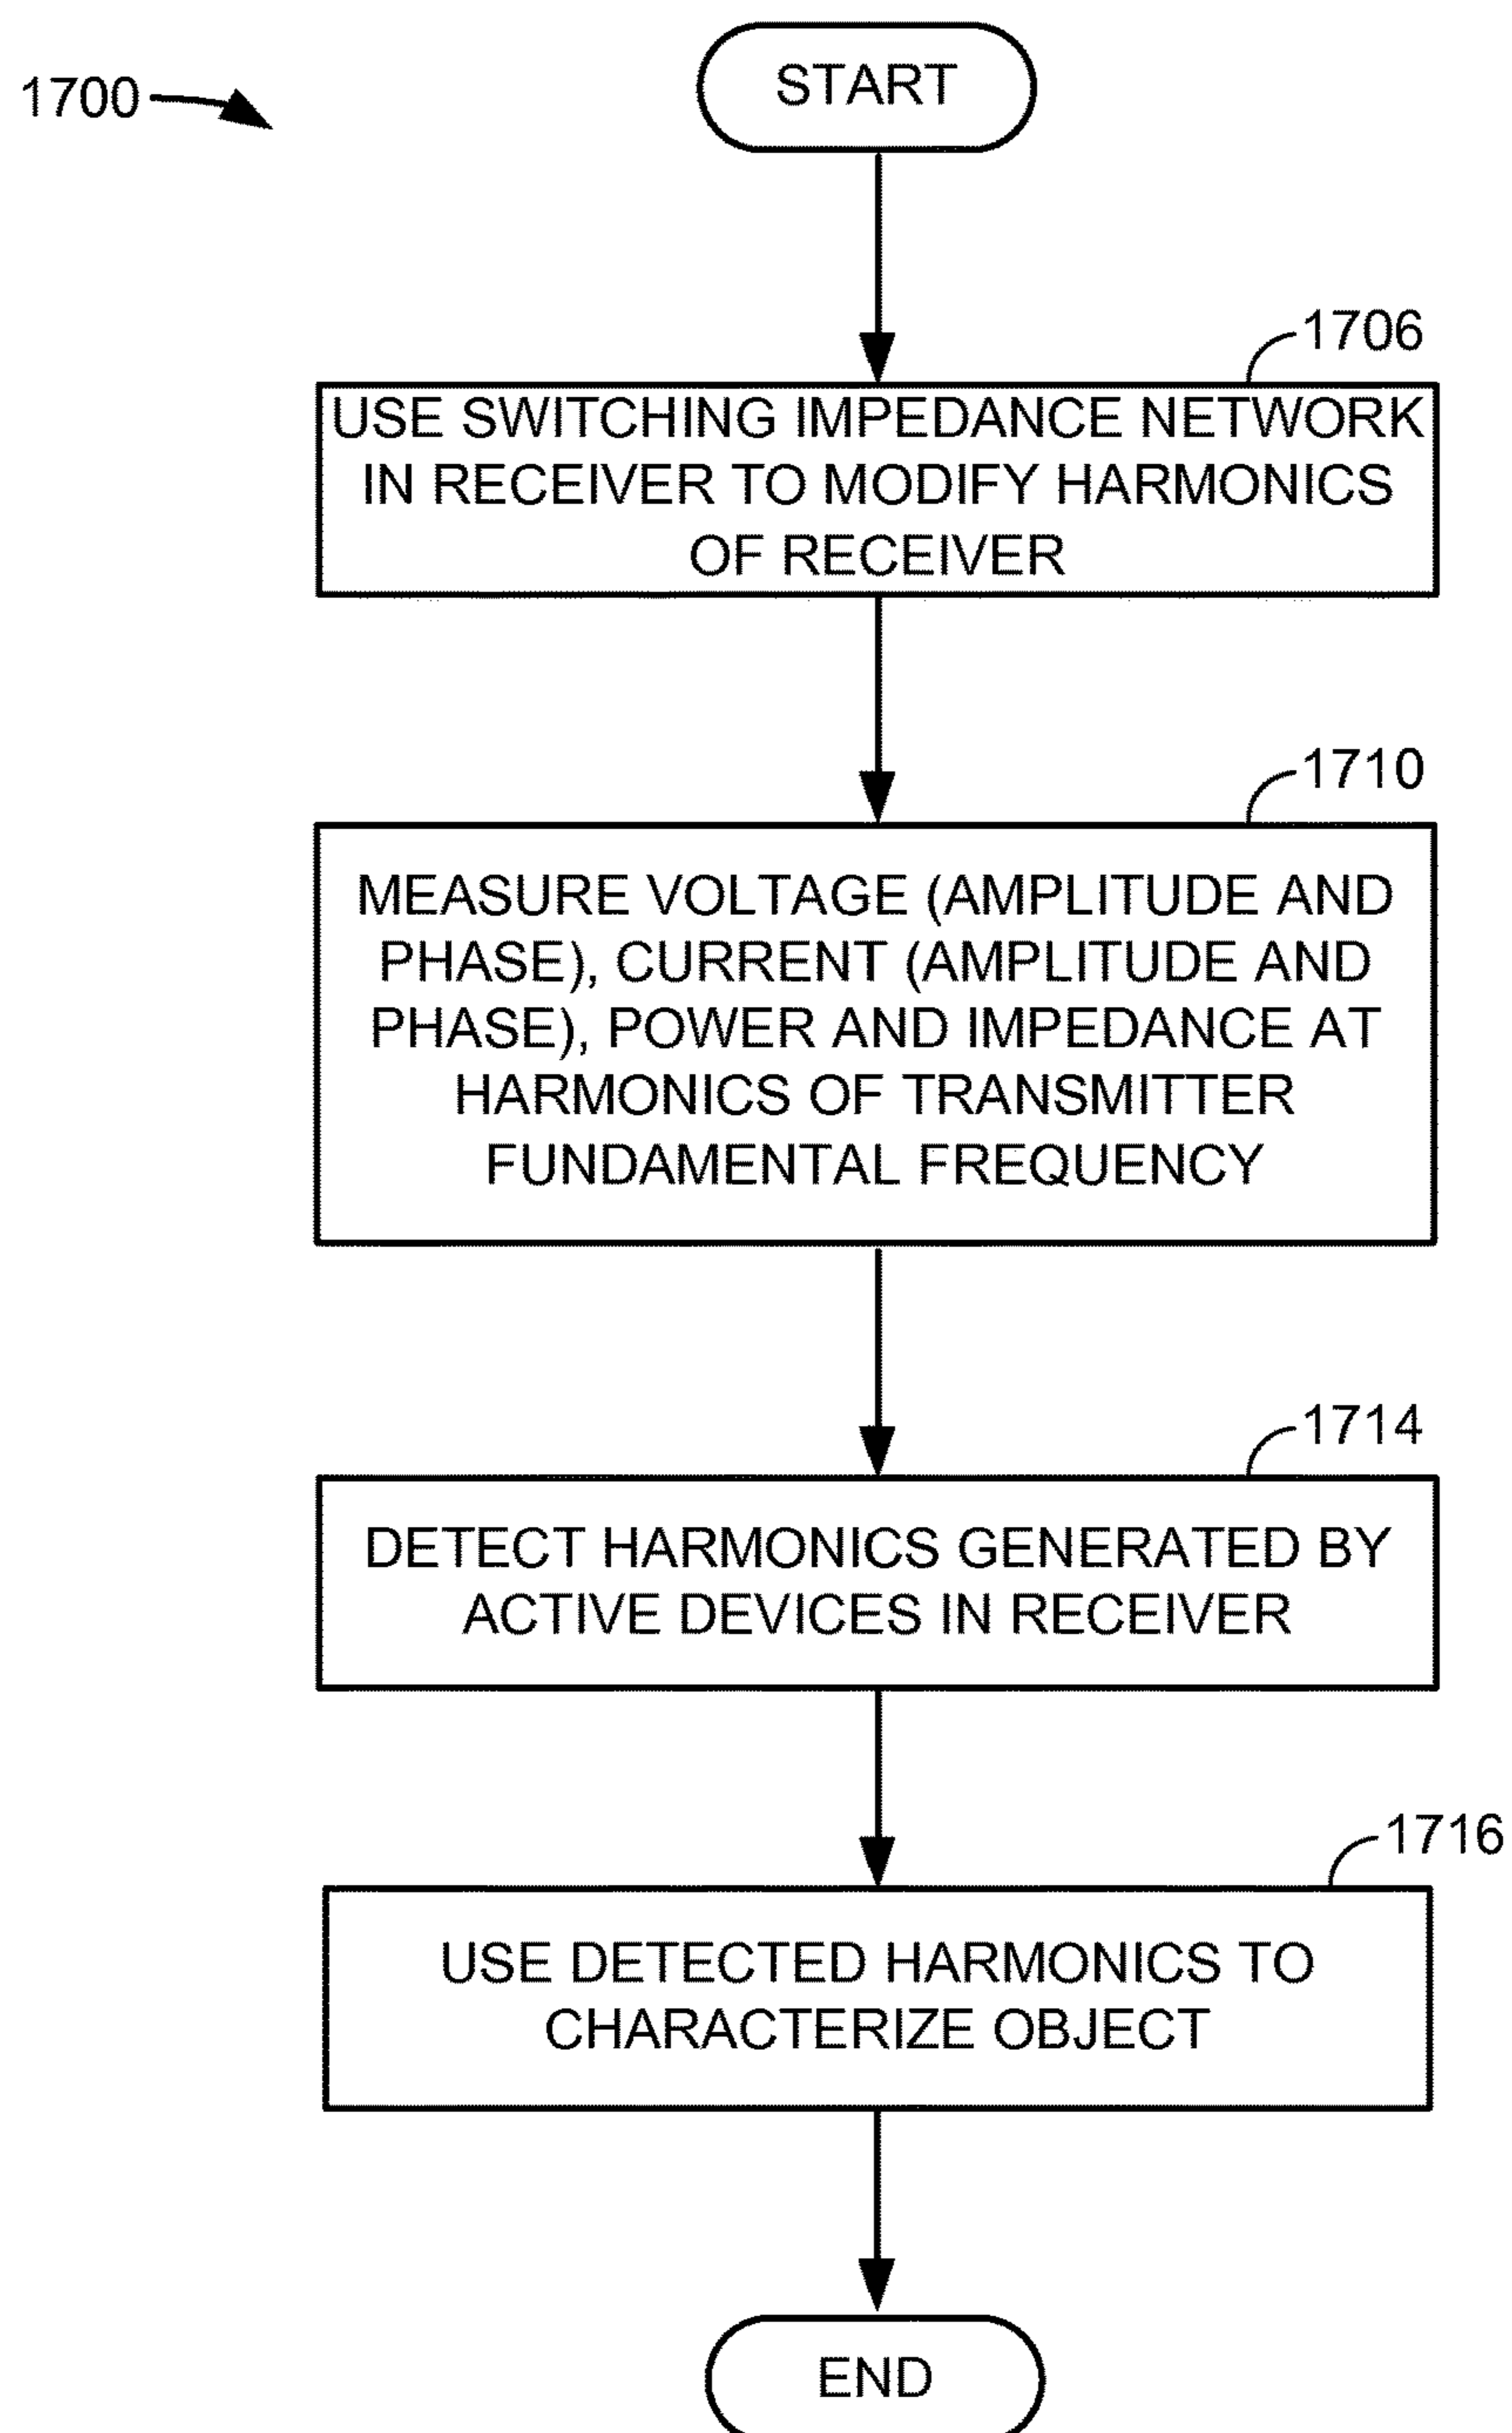 1700
START
1706
USE SWITCHING IMPEDANCE NETWORK
IN RECEIVER TO MODIFY HARMONICS
OF RECEIVER
1710
MEASURE VOLTAGE (AMPLITUDE AND
PHASE), CURRENT (AMPLITUDE AND
PHASE), POWER AND IMPEDANCE AT
HARMONICS OF TRANSMITTER
FUNDAMENTAL FREQUENCY
1714
DETECT HARMONICS GENERATED BY
ACTIVE DEVICES IN RECEIVER
1716
USE DETECTED HARMONICS TO
CHARACTERIZE OBJECT
END